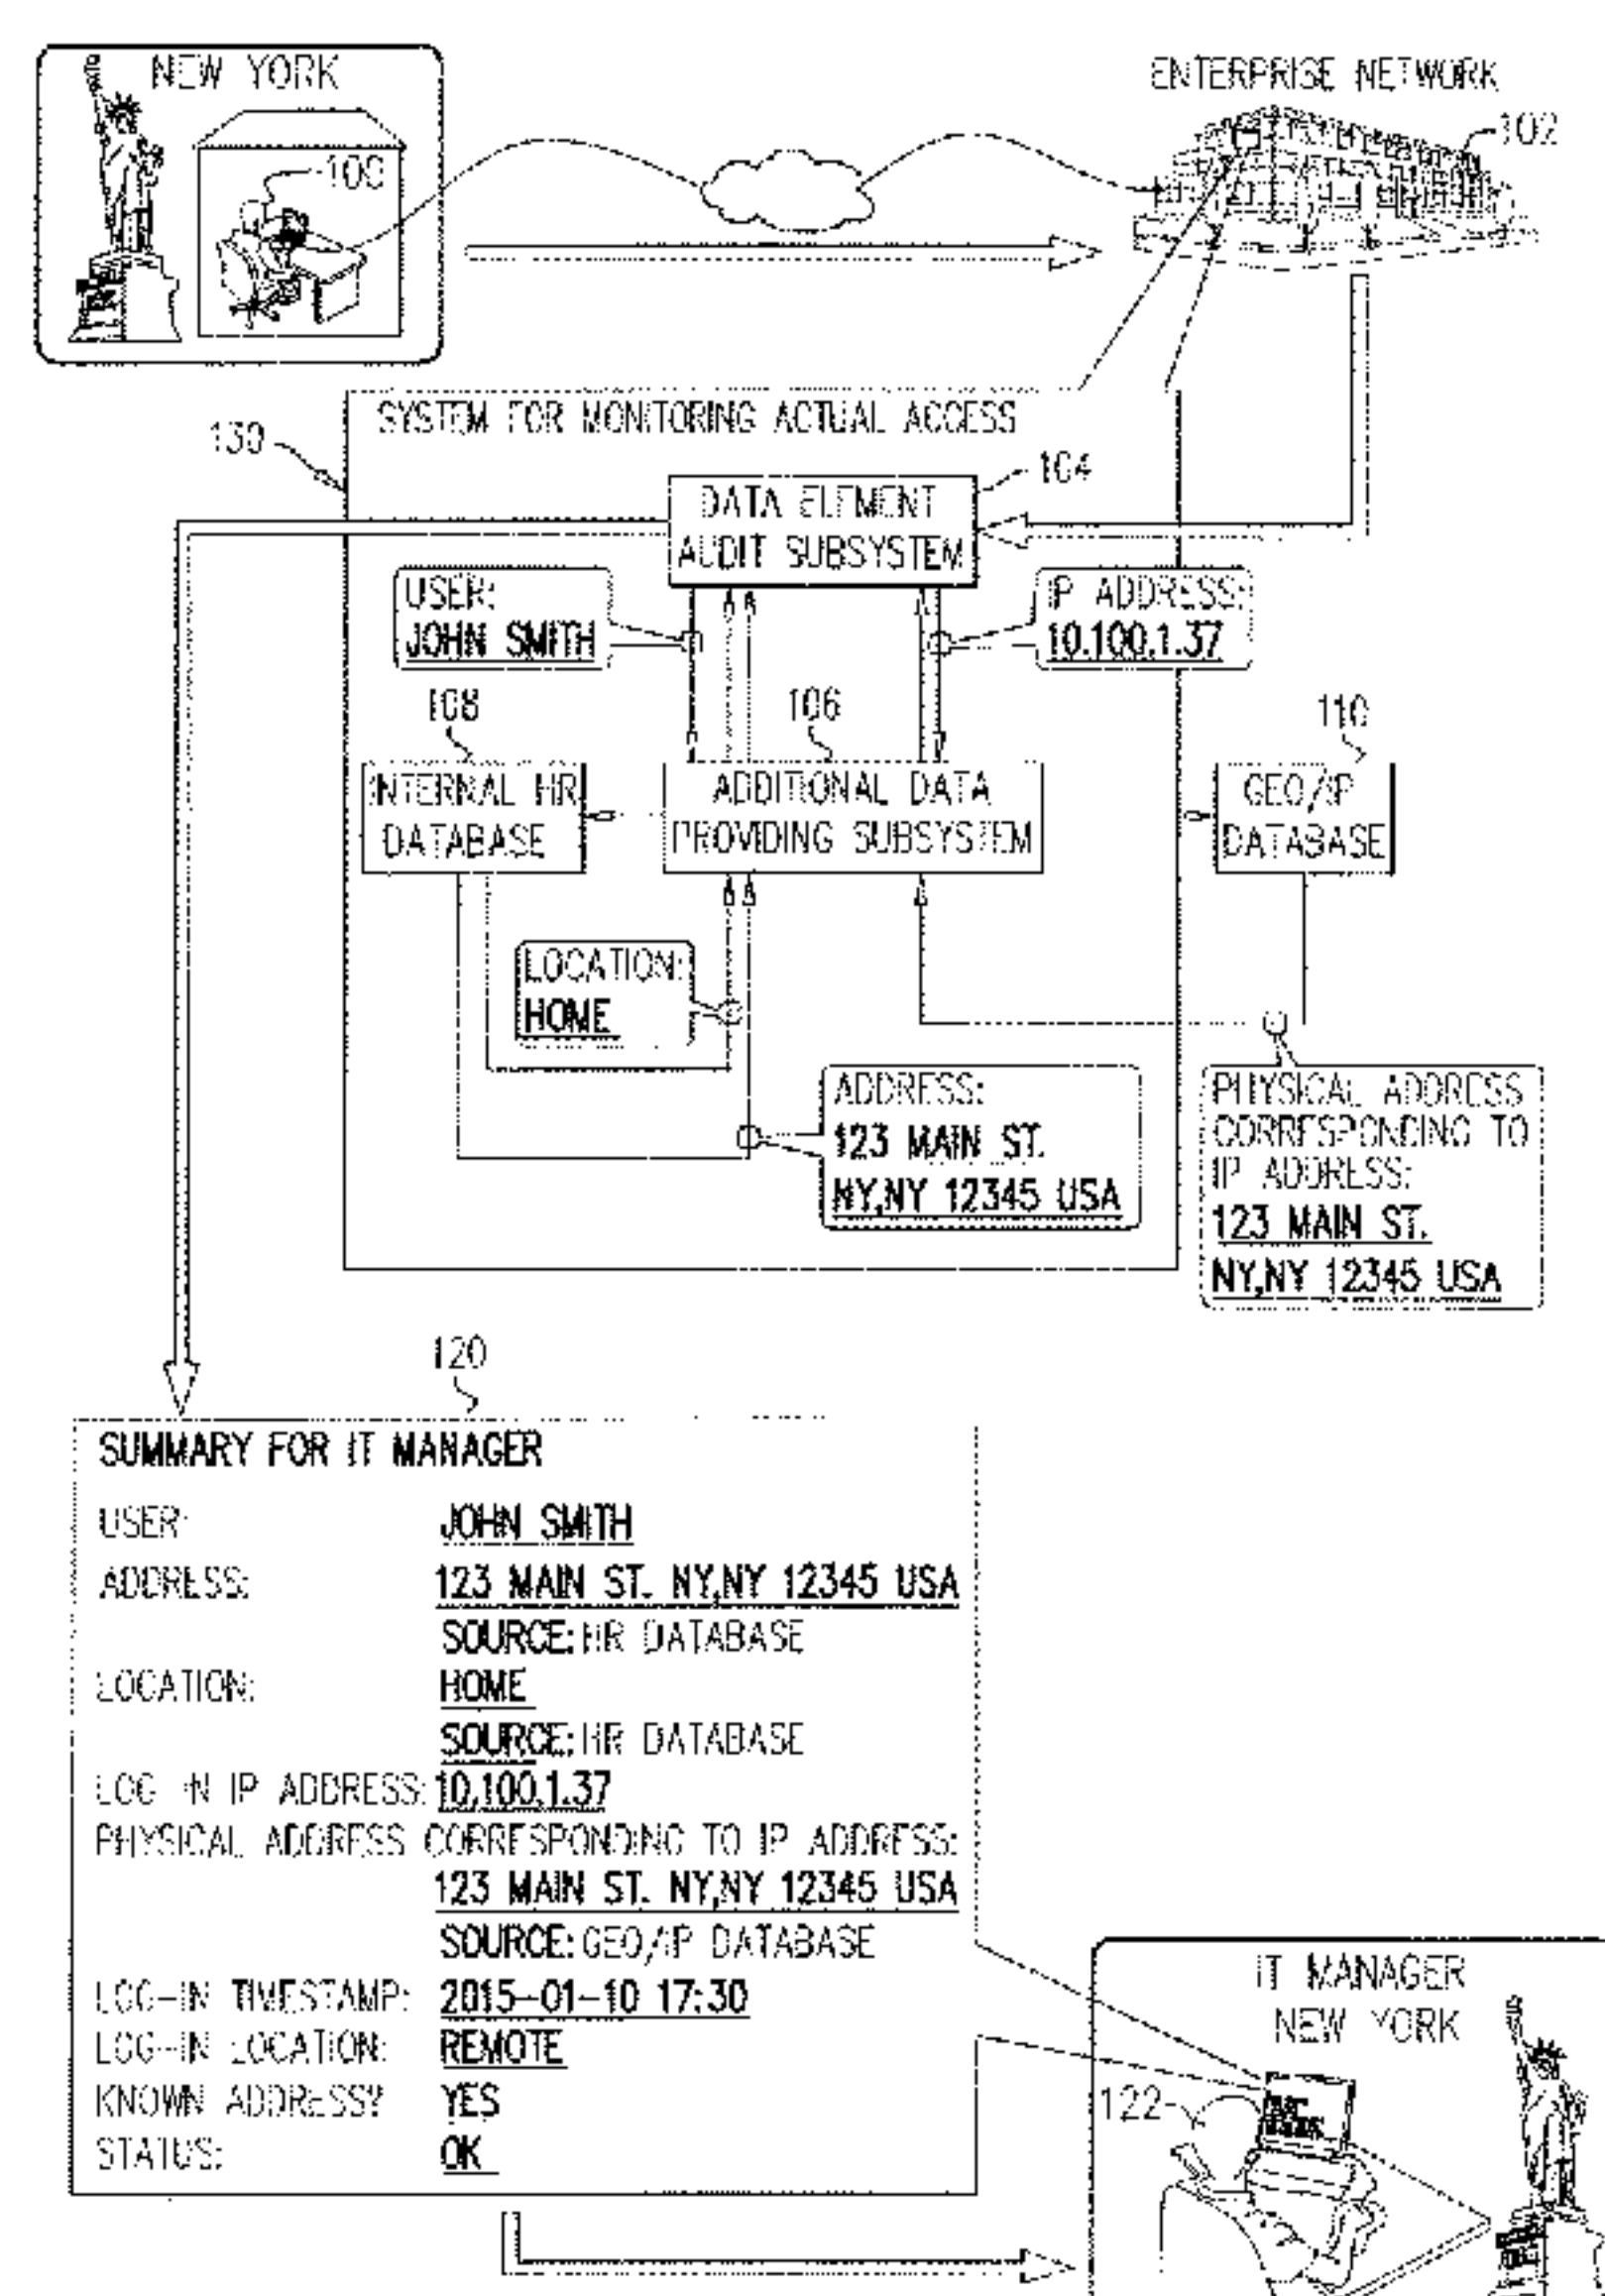 NEW YORK
ENTERPRISE NETWORK
102
100
SYSTEM FOR MONITORING ACTUAL ACCESS
130
104
DATA ELEMENT
AUDIT SUBSYSTEM
USER:
JOHN SMITH
IP ADDRESS:
10.100.1.37
108
106
110
INTERNAL HR
DATABASE
ADDITIONAL DATA
PROVIDING SUBSYSTEM
GEO/IP
DATABASE
LOCATION:
HOME
ADDRESS:
123 MAIN ST.
NY,NY 12345 USA
PHYSICAL ADDRESS
CORRESPONDING TO
IP ADDRESS:
123 MAIN ST.
NY,NY 12345 USA
120
SUMMARY FOR IT MANAGER
USER: JOHN SMITH
ADDRESS: 123 MAIN ST. NY,NY 12345 USA
SOURCE: HR DATABASE
LOCATION: HOME
SOURCE: HR DATABASE
LOG-IN IP ADDRESS: 10.100.1.37
PHYSICAL ADDRESS CORRESPONDING TO IP ADDRESS:
123 MAIN ST. NY,NY 12345 USA
SOURCE: GEO/IP DATABASE
LOG-IN TIMESTAMP: 2015-01-10 17:30
LOG-IN LOCATION: REMOTE
KNOWN ADDRESS? YES
STATUS: OK
IT MANAGER
NEW YORK
122